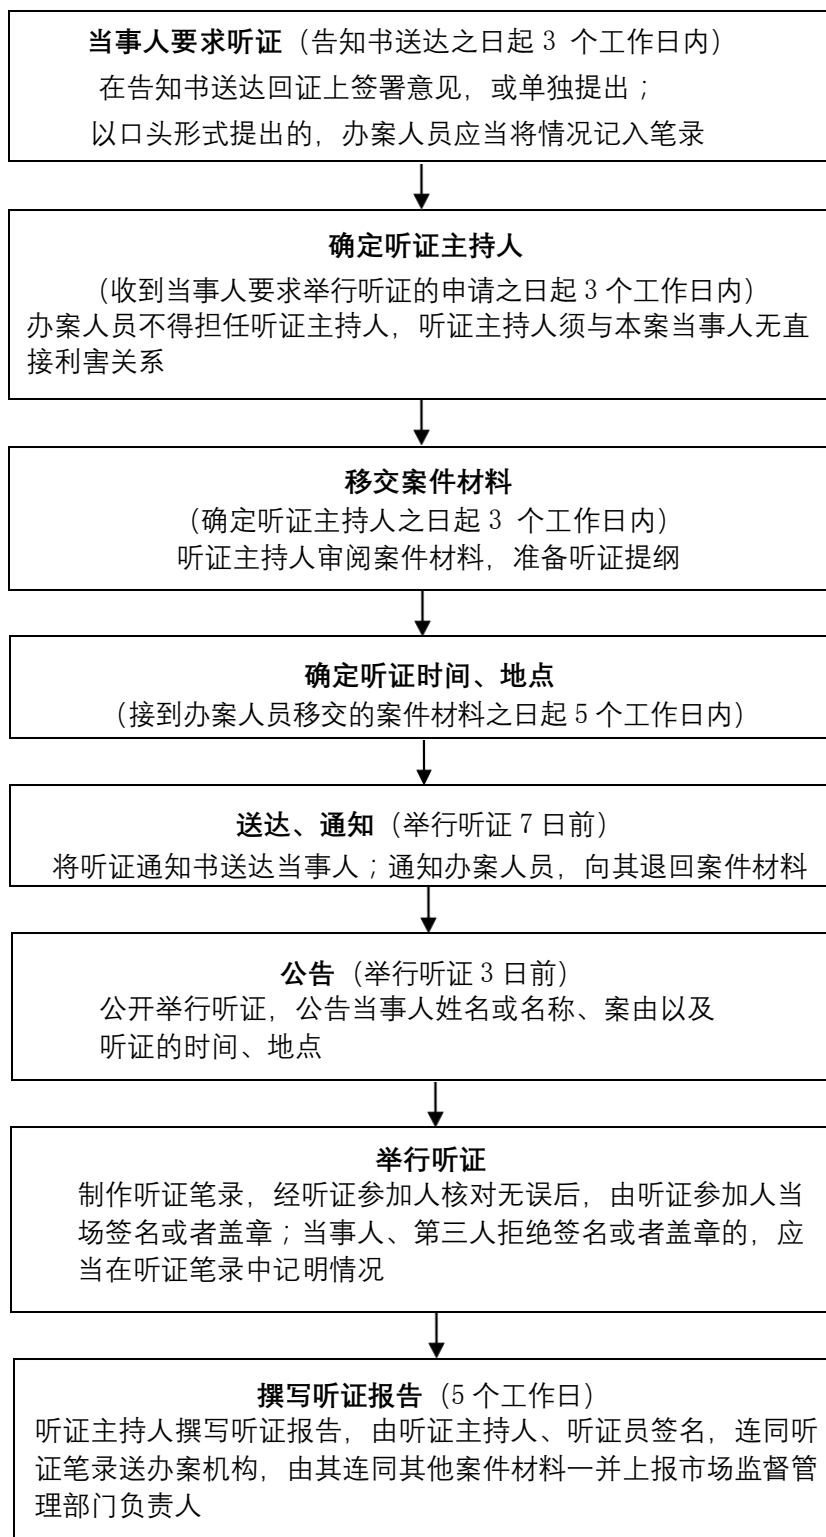 当事人要求听证（告知书送达之日起 3 个工作日内）
在告知书送达回证上签署意见，或单独提出；
以口头形式提出的，办案人员应当将情况记入笔录
确定听证主持人
（收到当事人要求举行听证的申请之日起 3 个工作日内）
办案人员不得担任听证主持人，听证主持人须与本案当事人无直
接利害关系
移交案件材料
（确定听证主持人之日起 3 个工作日内）
听证主持人审阅案件材料，准备听证提纲
确定听证时间、地点
（接到办案人员移交的案件材料之日起 5 个工作日内）
送达、通知（举行听证 7 日前）
将听证通知书送达当事人；通知办案人员，向其退回案件材料
公告（举行听证 3 日前）
公开举行听证，公告当事人姓名或名称、案由以及
听证的时间、地点
举行听证
制作听证笔录，经听证参加人核对无误后，由听证参加人当
场签名或者盖章；当事人、第三人拒绝签名或者盖章的，应
当在听证笔录中记明情况
撰写听证报告（5 个工作日）
听证主持人撰写听证报告，由听证主持人、听证员签名，连同听
证笔录送办案机构，由其连同其他案件材料一并上报市场监督管
理部门负责人